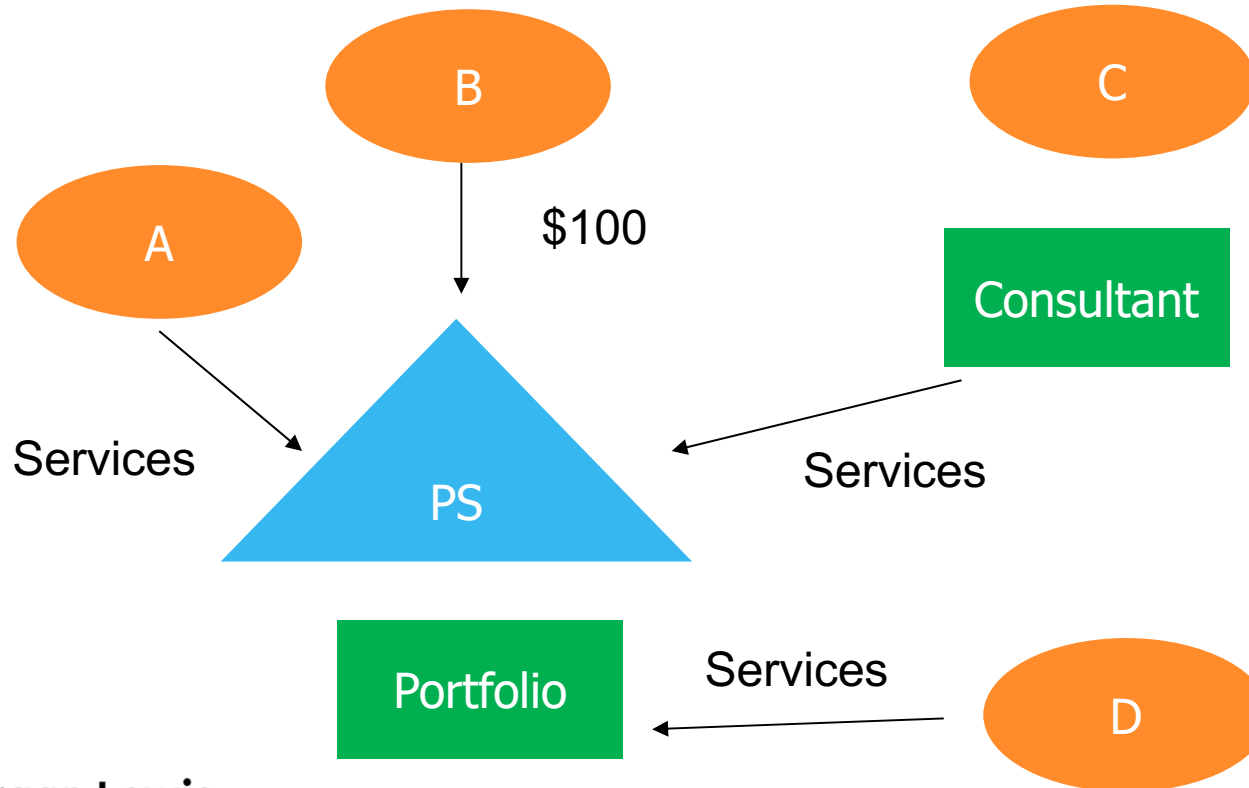 B
C
A
$100
Consultant
Services
Services
PS
Services
Portfolio
D